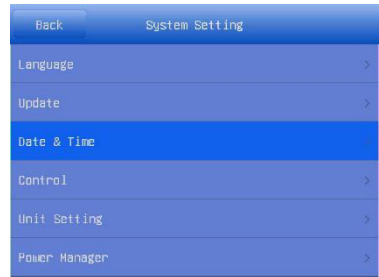 Back
System Setting
Language
Update
Date & Time
Control
Unit Setting
Power Manager